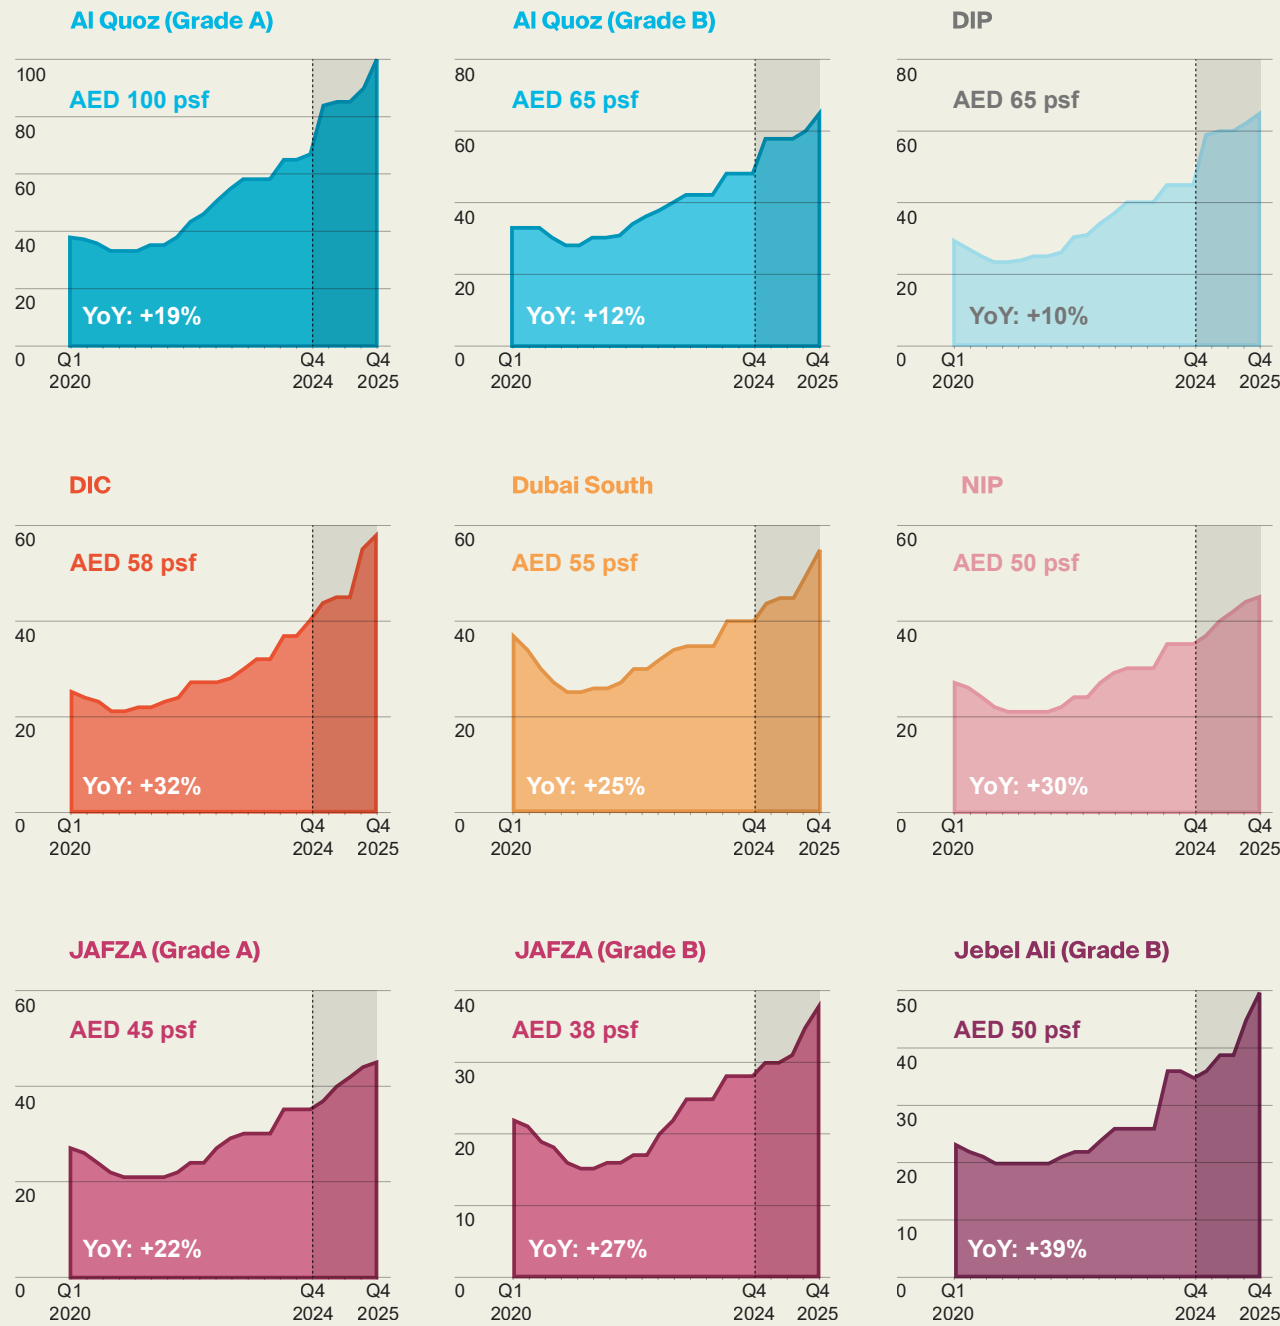 Al Quoz (Grade A)
100
AED 100 psf
80
60
40
20
YoY: +19%
0
Q1 2020
Q4 2024
Q4 2025
Al Quoz (Grade B)
80
AED 65 psf
60
40
20
YoY: +12%
0
Q1 2020
Q4 2024
Q4 2025
DIP
80
AED 65 psf
60
40
20
YoY: +10%
0
Q1 2020
Q4 2024
Q4 2025
DIC
60
AED 58 psf
40
20
YoY: +32%
0
Q1 2020
Q4 2024
Q4 2025
Dubai South
60
AED 55 psf
40
20
YoY: +25%
0
Q1 2020
Q4 2024
Q4 2025
NIP
60
AED 50 psf
40
20
YoY: +30%
0
Q1 2020
Q4 2024
Q4 2025
JAFZA (Grade A)
60
AED 45 psf
40
20
YoY: +22%
0
Q1 2020
Q4 2024
Q4 2025
JAFZA (Grade B)
40
AED 38 psf
30
20
10
YoY: +27%
0
Q1 2020
Q4 2024
Q4 2025
Jebel Ali (Grade B)
50
AED 50 psf
40
30
20
10
YoY: +39%
0
Q1 2020
Q4 2024
Q4 2025